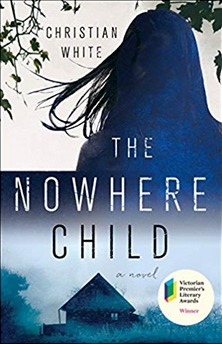 CHRISTIAN
WHITE
THE
NOWHERE
CHILD
a novel
Victorian
Premier's
Literary
Awards
Winner